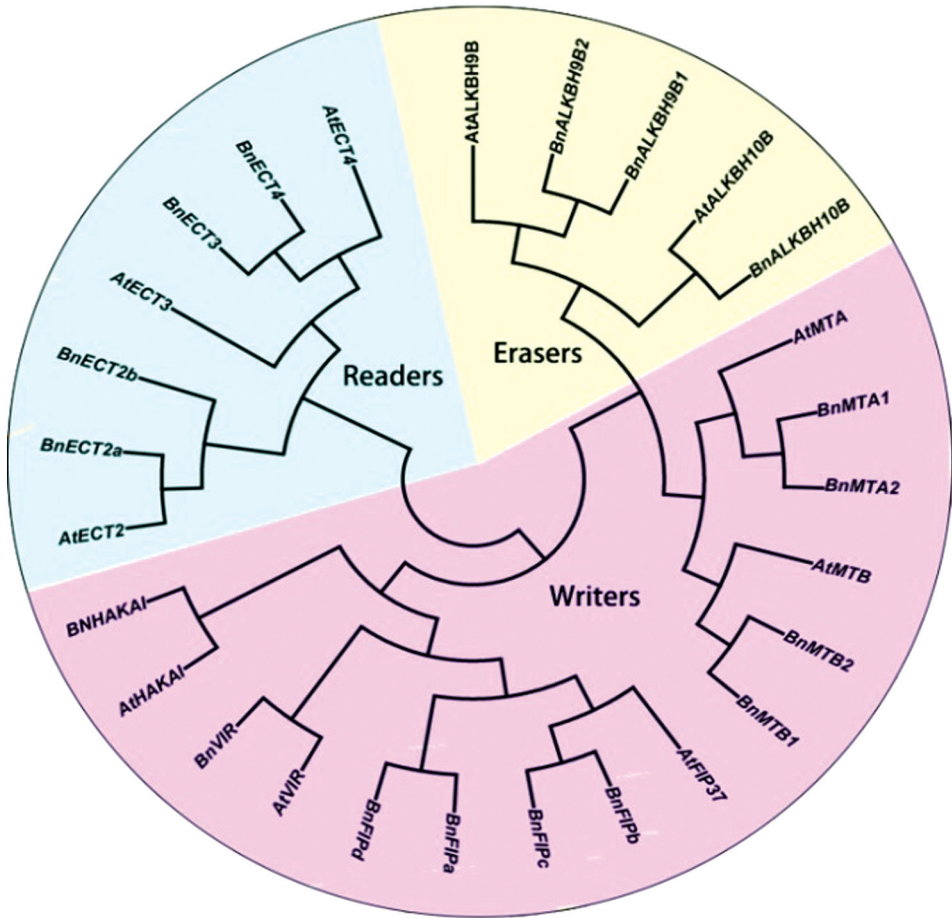 AtALKBH9B
BnALKBH9B2
BnALKBH9B1
AtALKBH10B
BnALKBH10B
Erasers
AtMTA
BnMTA1
BnMTA2
AtMTB
BnMTB2
BnMTB1
AtFIP37
BnFIPb
BnFIPc
BnFIPa
BnFIPd
AtVIR
BnVIR
AtHAKAI
BNHAKAI
Writers
AtECT2
BnECT2a
BnECT2b
AtECT3
BnECT3
BnECT4
AtECT4
Readers